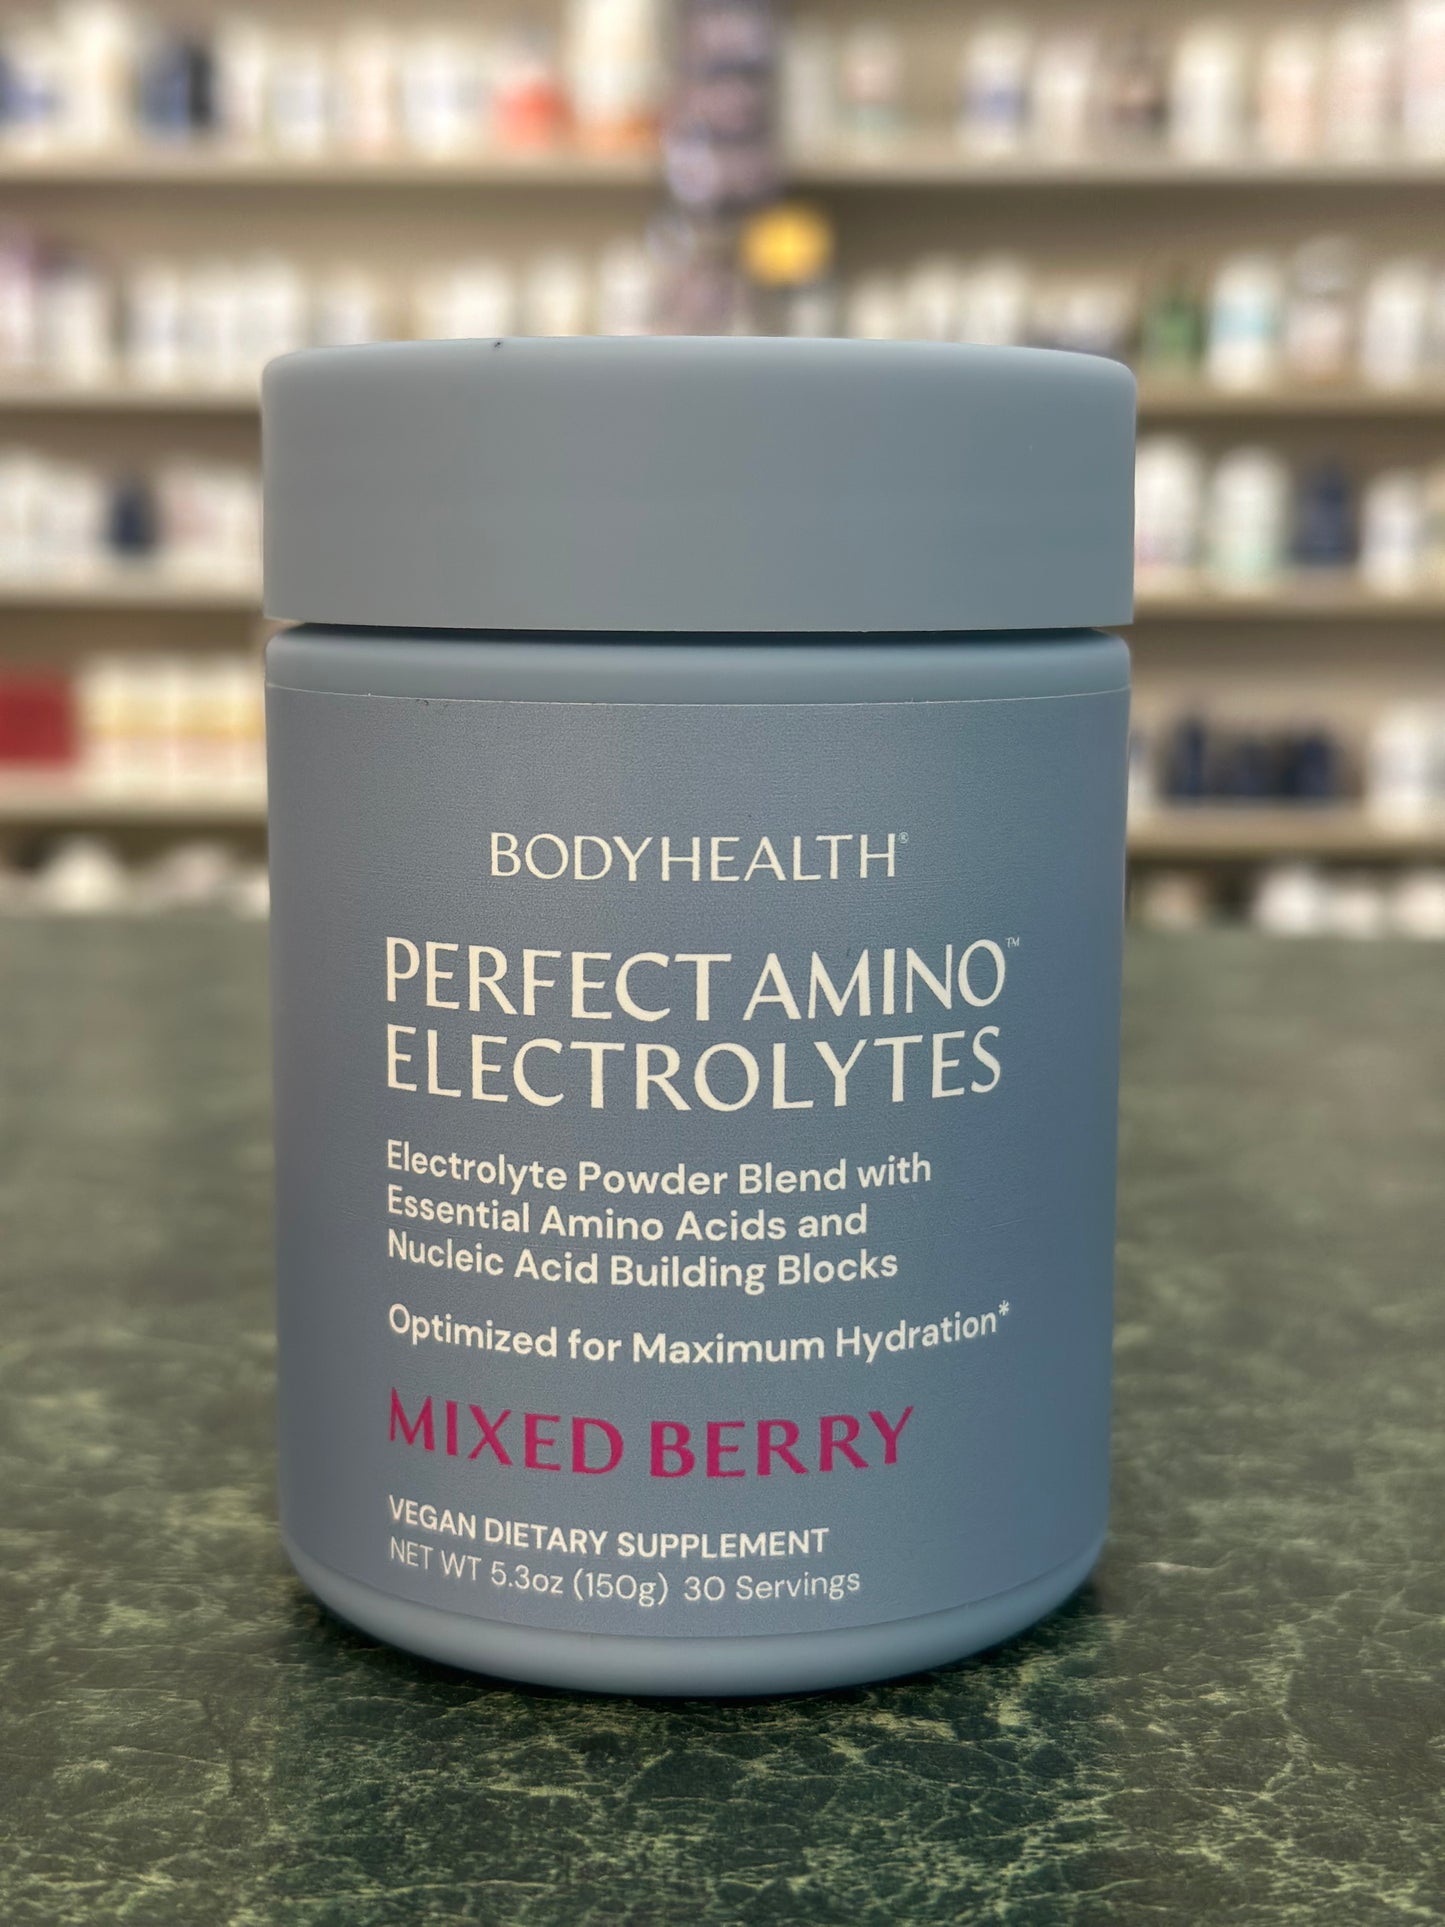 BODYHEALTH®
PERFECT AMINO™
ELECTROLYTES
Electrolyte Powder Blend with
Essential Amino Acids and
Nucleic Acid Building Blocks
Optimized for Maximum Hydration*
MIXED BERRY
VEGAN DIETARY SUPPLEMENT
NET WT 5.3oz (150g) 30 Servings